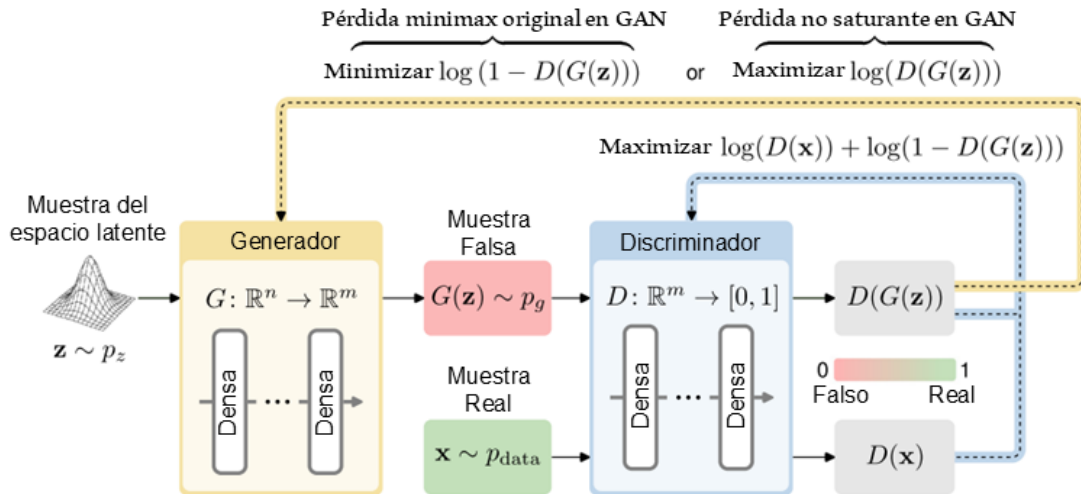 Pérdida minimax original en GAN
Pérdida no saturante en GAN
Minimizar log (1 − D(G(z)))
or
Maximizar log(D(G(z)))
Maximizar log(D(x)) + log(1 − D(G(z)))
Muestra del
espacio latente
z ∼ p_z
Generador
G: ℝⁿ → ℝᵐ
Densa
...
Densa
Muestra
Falsa
G(z) ∼ p_g
Muestra
Real
x ∼ p_data
Discriminador
D: ℝᵐ → [0, 1]
Densa
...
Densa
D(G(z))
0
1
Falso
Real
D(x)